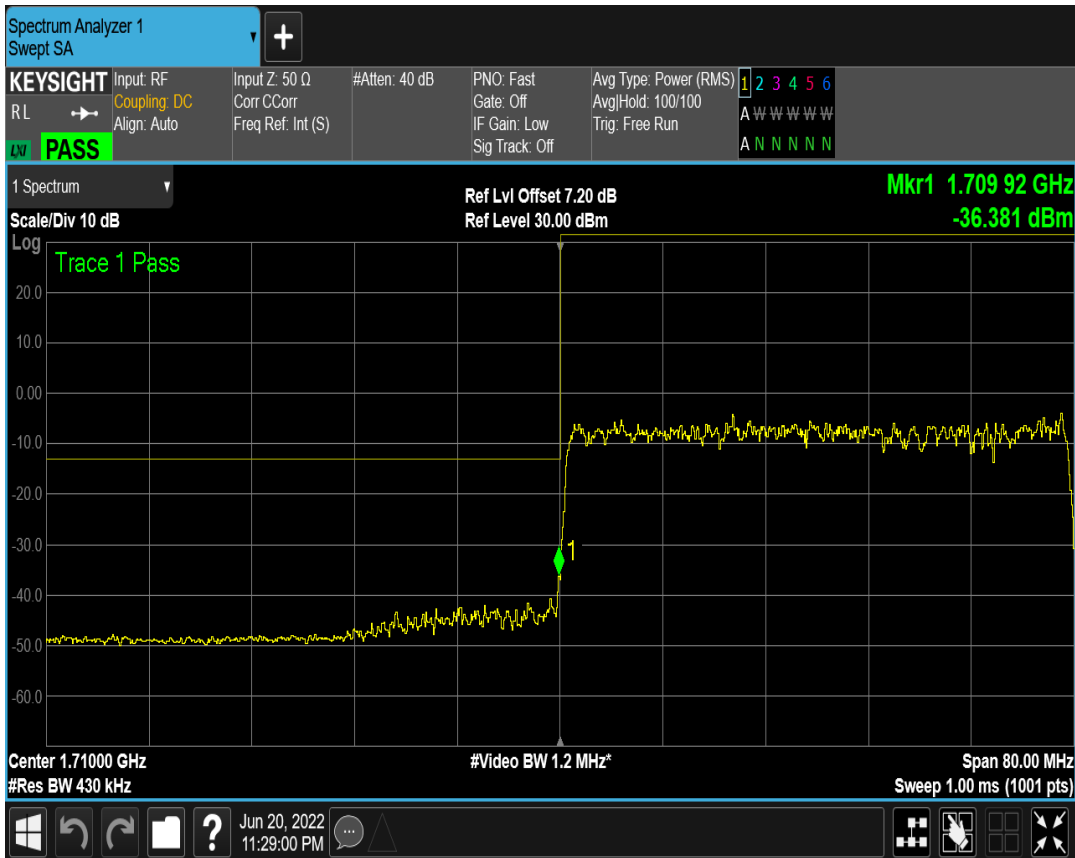 Spectrum Analyzer 1
Swept SA
+
KEYSIGHT
RL
LXI PASS
Input: RF
Coupling: DC
Align: Auto
Input Z: 50 Ω
Corr CCorr
Freq Ref: Int (S)
#Atten: 40 dB
PNO: Fast
Gate: Off
IF Gain: Low
Sig Track: Off
Avg Type: Power (RMS)
Avg|Hold: 100/100
Trig: Free Run
1 2 3 4 5 6
A W W W W W
A N N N N N
1 Spectrum
Scale/Div 10 dB
Ref Lvl Offset 7.20 dB
Ref Level 30.00 dBm
Mkr1 1.709 92 GHz
-36.381 dBm
Log
Trace 1 Pass
20.0
10.0
0.00
-10.0
-20.0
-30.0
1
-40.0
-50.0
-60.0
Center 1.71000 GHz
#Res BW 430 kHz
#Video BW 1.2 MHz*
Span 80.00 MHz
Sweep 1.00 ms (1001 pts)
?
Jun 20, 2022
11:29:00 PM